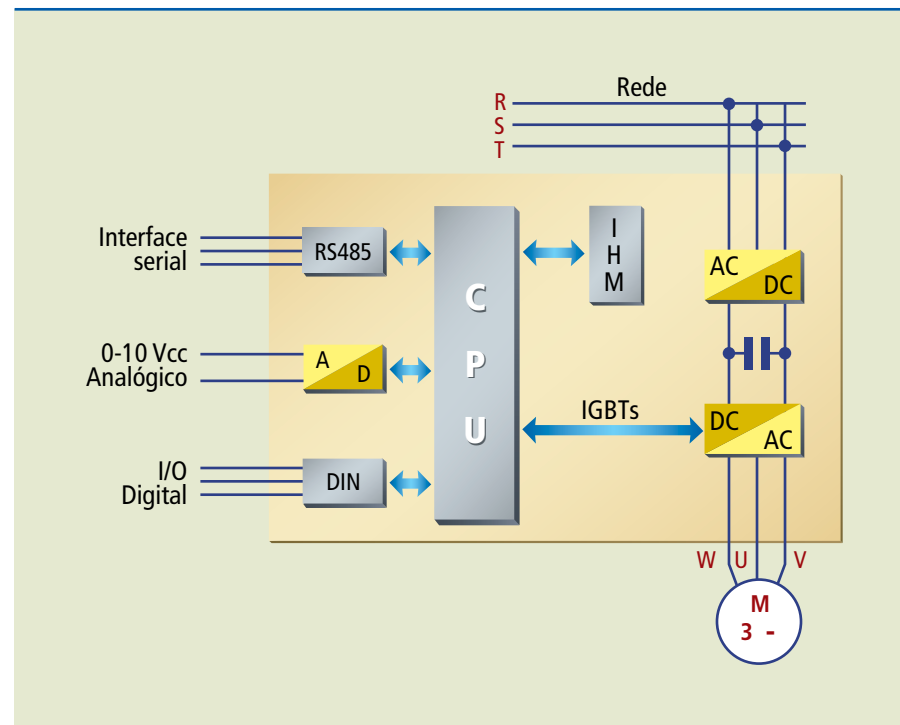 Rede
R
S
T
Interface
serial
RS485
C
P
U
I
H
M
AC
DC
0-10 Vcc
Analógico
A
D
IGBTs
DC
AC
I/O
Digital
DIN
W U V
M
3 -